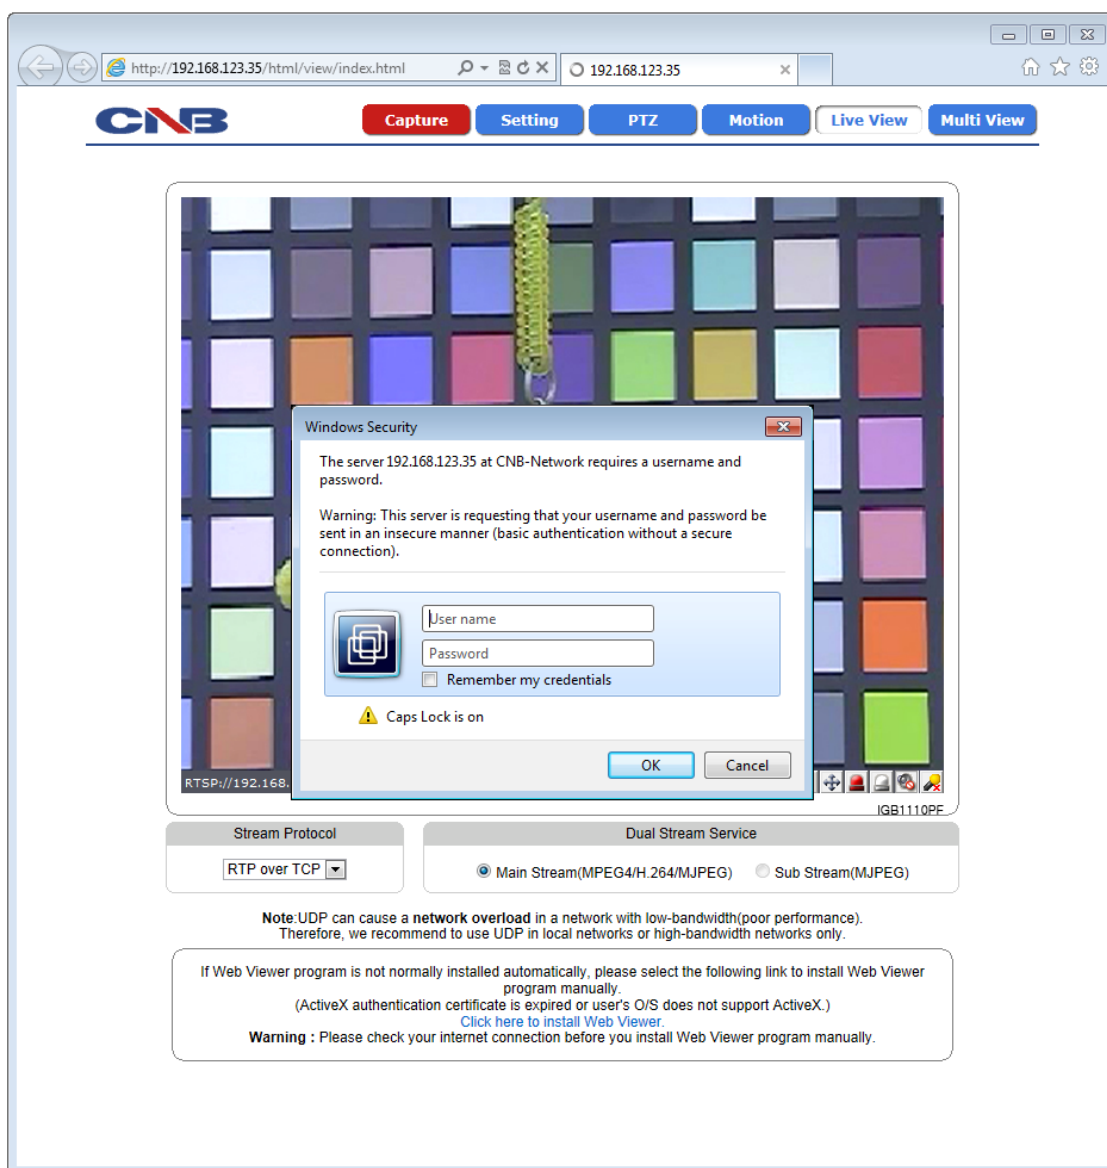 http://192.168.123.35/html/view/index.html
192.168.123.35
CNB
Capture
Setting
PTZ
Motion
Live View
Multi View
Windows Security
The server 192.168.123.35 at CNB-Network requires a username and
password.
Warning: This server is requesting that your username and password be
sent in an insecure manner (basic authentication without a secure
connection).
User name
Password
Remember my credentials
Caps Lock is on
OK
Cancel
RTSP://192.168.
IGB1110PF
Stream Protocol
Dual Stream Service
RTP over TCP
Main Stream(MPEG4/H.264/MJPEG)
Sub Stream(MJPEG)
Note:UDP can cause a network overload in a network with low-bandwidth(poor performance).
Therefore, we recommend to use UDP in local networks or high-bandwidth networks only.
If Web Viewer program is not normally installed automatically, please select the following link to install Web Viewer
program manually.
(ActiveX authentication certificate is expired or user's O/S does not support ActiveX.)
Click here to install Web Viewer.
Warning : Please check your internet connection before you install Web Viewer program manually.